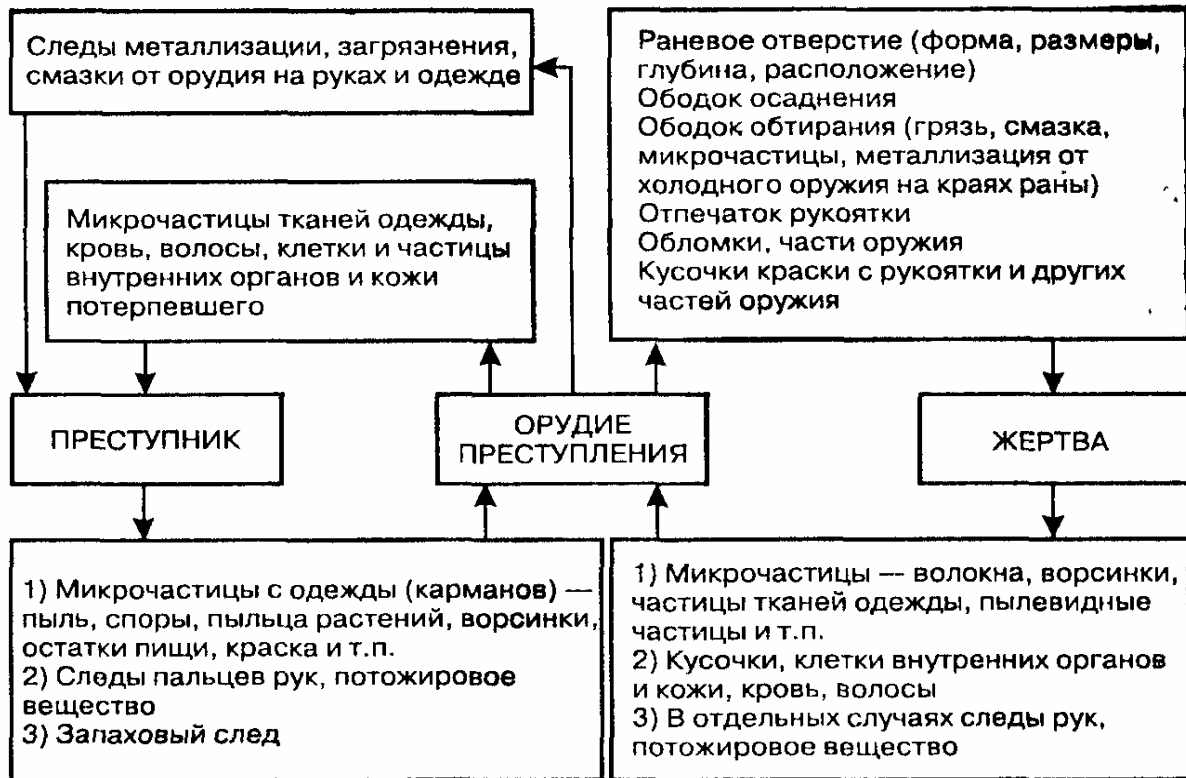 Следы металлизации, загрязнения,
смазки от орудия на руках и одежде
Раневое отверстие (форма, размеры,
глубина, расположение)
Ободок осаднения
Ободок обтирания (грязь, смазка,
микрочастицы, металлизация от
холодного оружия на краях раны)
Отпечаток рукоятки
Обломки, части оружия
Кусочки краски с рукоятки и других
частей оружия
Микрочастицы тканей одежды,
кровь, волосы, клетки и частицы
внутренних органов и кожи
потерпевшего
ПРЕСТУПНИК
ОРУДИЕ
ПРЕСТУПЛЕНИЯ
ЖЕРТВА
1) Микрочастицы с одежды (карманов) —
пыль, споры, пыльца растений, ворсинки,
остатки пищи, краска и т.п.
2) Следы пальцев рук, потожировое
вещество
3) Запаховый след
1) Микрочастицы — волокна, ворсинки,
частицы тканей одежды, пылевидные
частицы и т.п.
2) Кусочки, клетки внутренних органов
и кожи, кровь, волосы
3) В отдельных случаях следы рук,
потожировое вещество